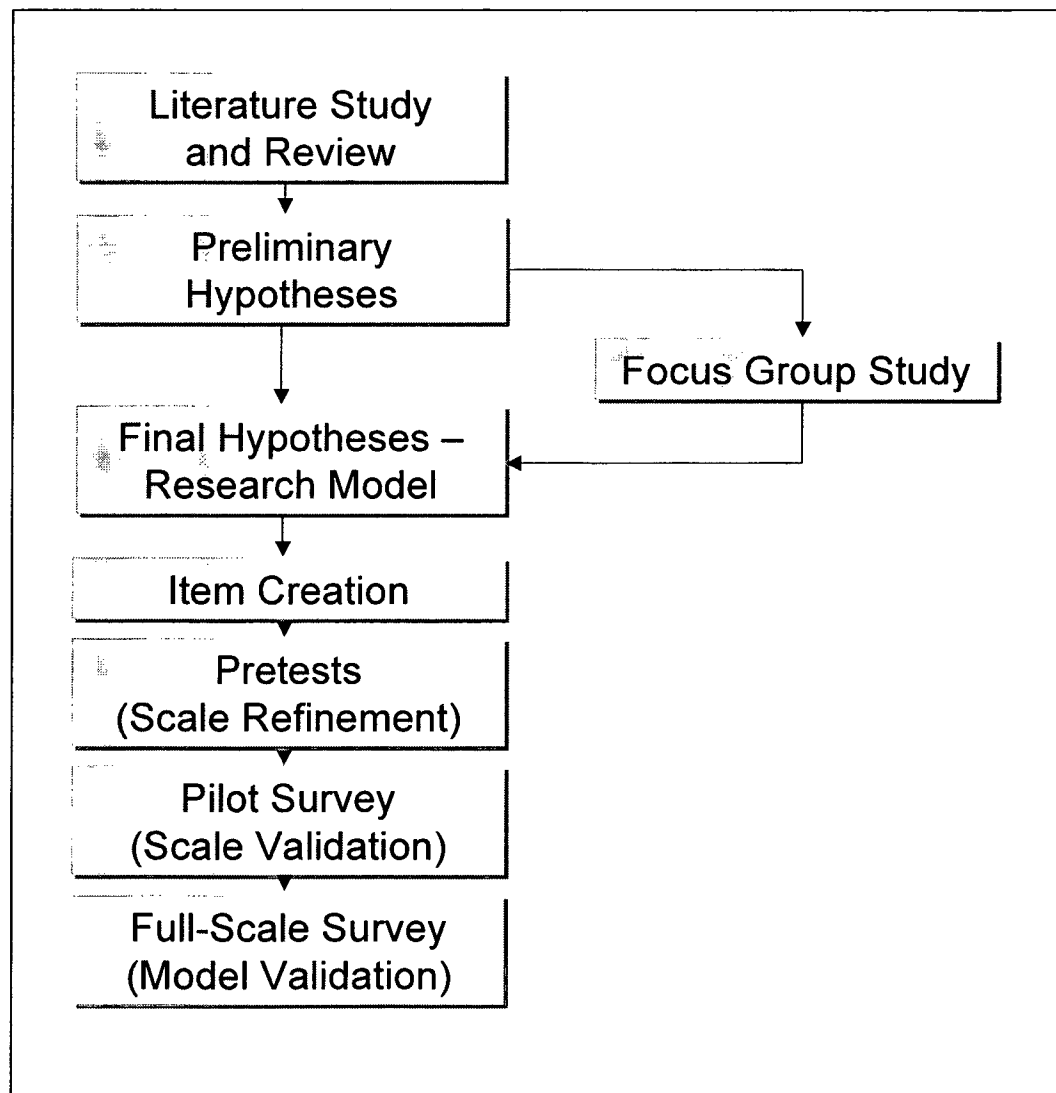 Literature Study
and Review
Preliminary
Hypotheses
Focus Group Study
Final Hypotheses –
Research Model
Item Creation
Pretests
(Scale Refinement)
Pilot Survey
(Scale Validation)
Full-Scale Survey
(Model Validation)